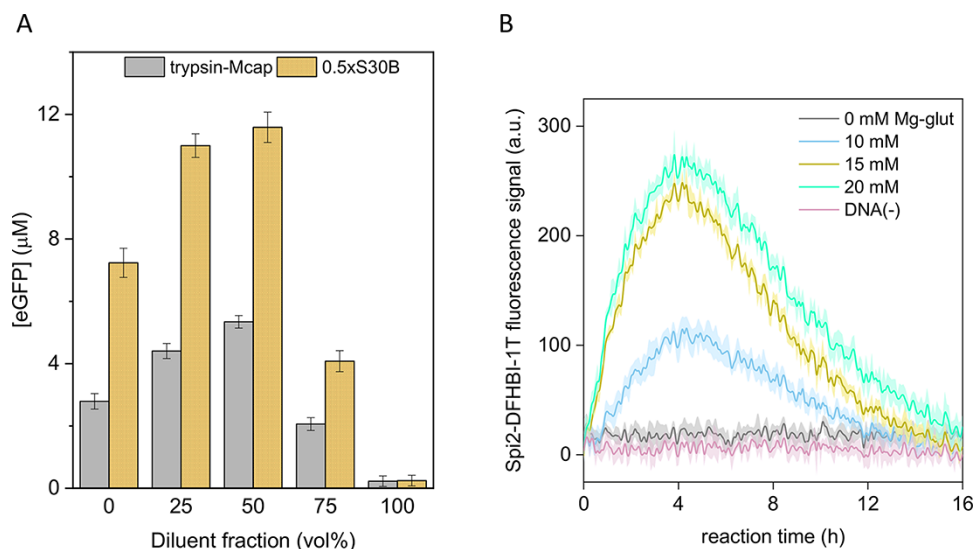 A
trypsin-Mcap
0.5xS30B
12
8
4
0
[eGFP] (μM)
0
25
50
75
100
Diluent fraction (vol%)
B
0 mM Mg-glut
10 mM
15 mM
20 mM
DNA(-)
300
200
100
0
Spi2-DFHBI-1T fluorescence signal (a.u.)
0
4
8
12
16
reaction time (h)